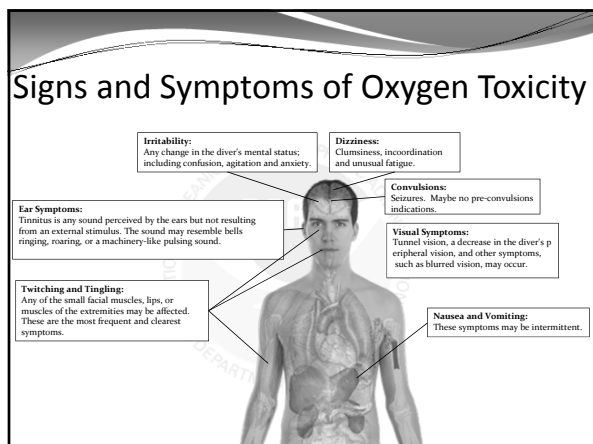 Signs and Symptoms of Oxygen Toxicity
Irritability:
Any change in the diver's mental status;
including confusion, agitation and anxiety.
Dizziness:
Clumsiness, incoordination
and unusual fatigue.
Convulsions:
Seizures. Maybe no pre-convulsions
indications.
Ear Symptoms:
Tinnitus is any sound perceived by the ears but not resulting
from an external stimulus. The sound may resemble bells
ringing, roaring, or a machinery-like pulsing sound.
Visual Symptoms:
Tunnel vision, a decrease in the diver's p
eripheral vision, and other symptoms,
such as blurred vision, may occur.
Twitching and Tingling:
Any of the small facial muscles, lips, or
muscles of the extremities may be affected.
These are the most frequent and clearest
symptoms.
Nausea and Vomiting:
These symptoms may be intermittent.